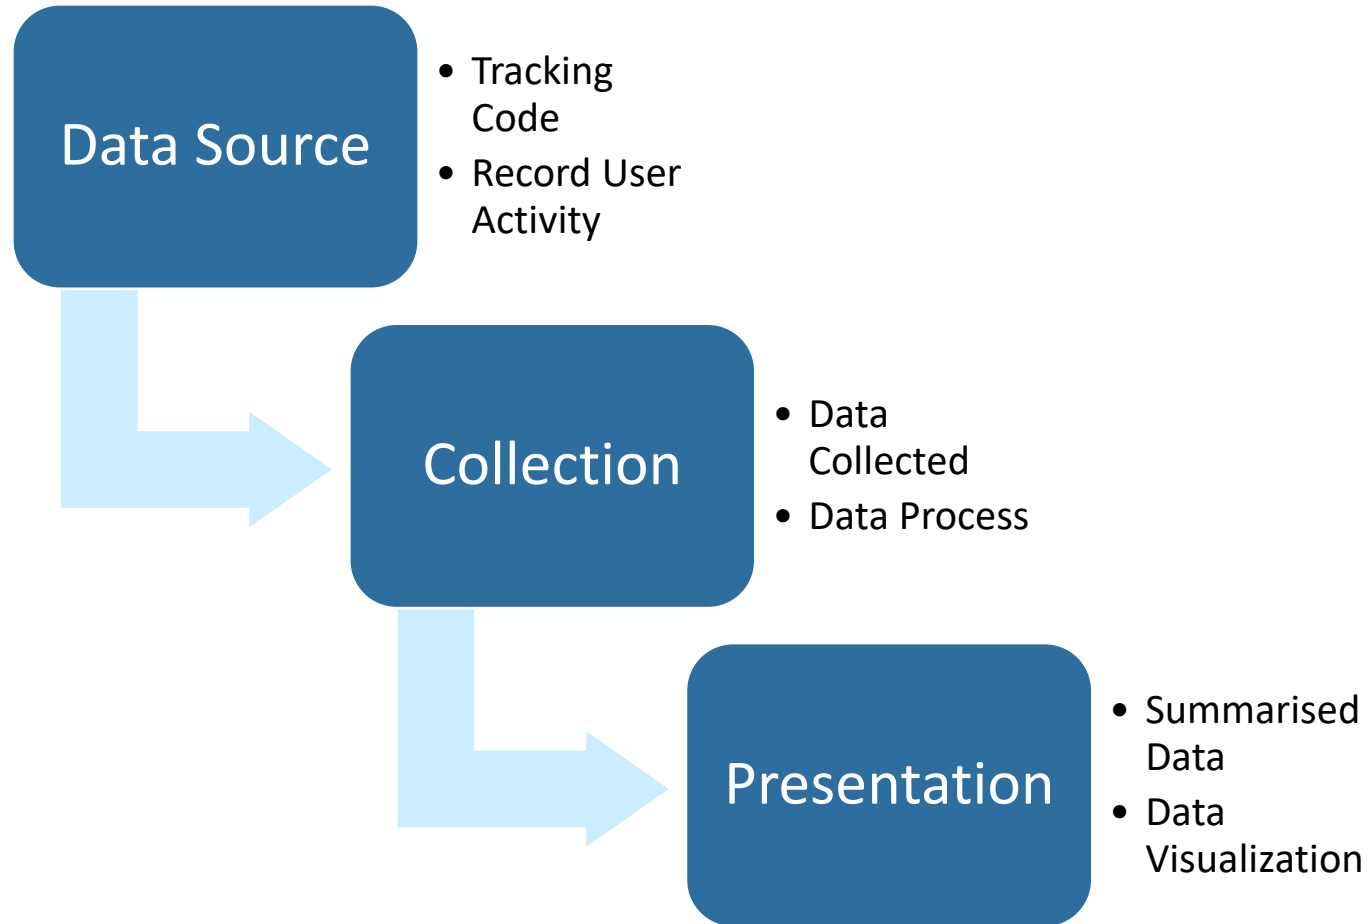 Data Source
• Tracking
Code
• Record User
Activity
Collection
• Data
Collected
• Data Process
Presentation
• Summarised
Data
• Data
Visualization